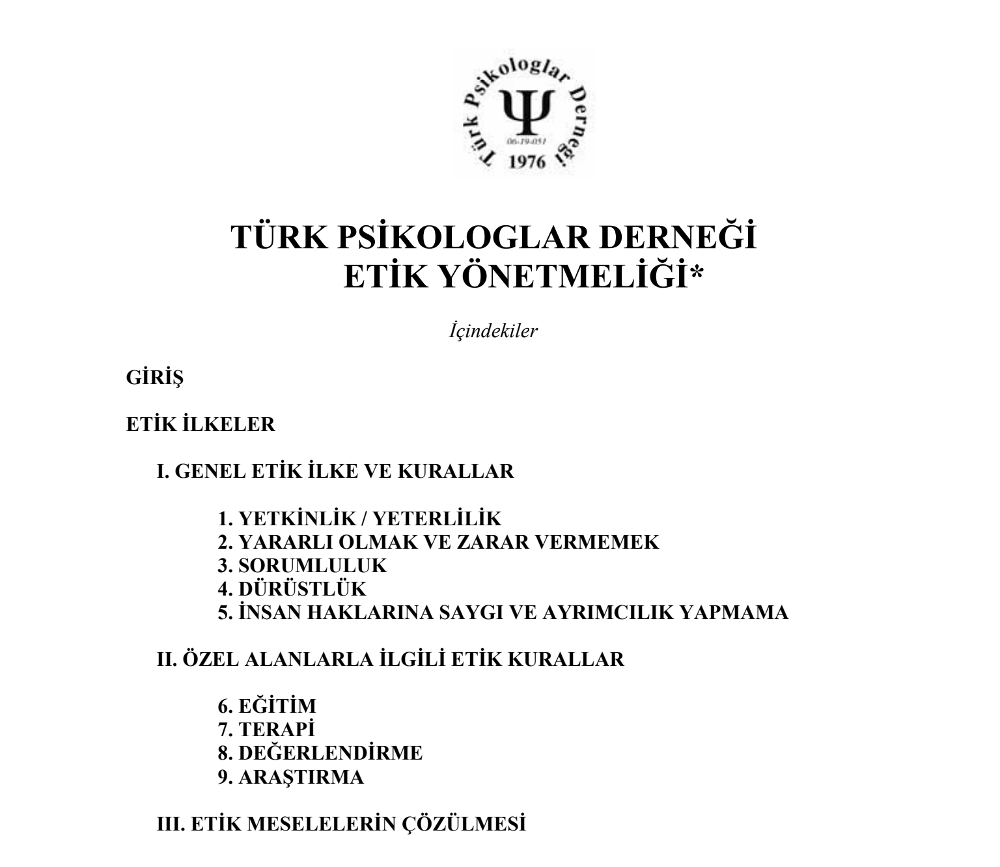 Türk Psikologlar Derneği
Ψ
06-19-051
1976
TÜRK PSİKOLOGLAR DERNEĞİ
ETİK YÖNETMELİĞİ*
İçindekiler
GİRİŞ
ETİK İLKELER
I. GENEL ETİK İLKE VE KURALLAR
1. YETKİNLİK / YETERLİLİK
2. YARARLI OLMAK VE ZARAR VERMEMEK
3. SORUMLULUK
4. DÜRÜSTLÜK
5. İNSAN HAKLARINA SAYGI VE AYRIMCILIK YAPMAMA
II. ÖZEL ALANLARLA İLGİLİ ETİK KURALLAR
6. EĞİTİM
7. TERAPİ
8. DEĞERLENDİRME
9. ARAŞTIRMA
III. ETİK MESELELERİN ÇÖZÜLMESİ